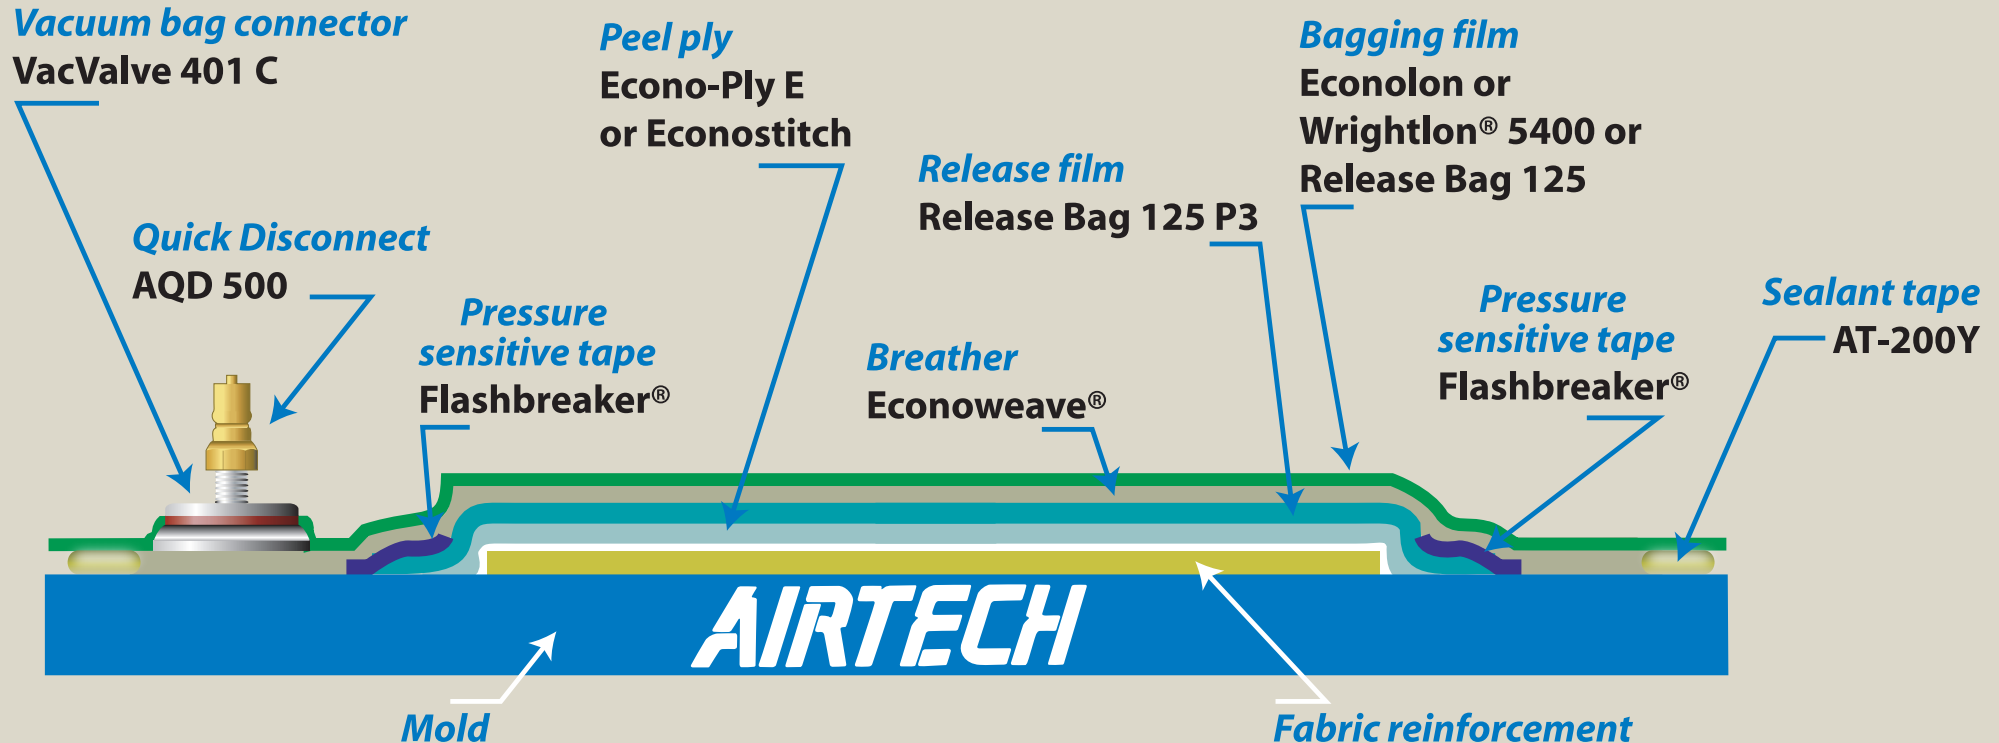 Vacuum bag connector
VacValve 401 C
Peel ply
Econo-Ply E
or Econostitch
Bagging film
Econolon or
Wrightlon® 5400 or
Release Bag 125
Release film
Release Bag 125 P3
Quick Disconnect
AQD 500
Pressure
sensitive tape
Flashbreaker®
Breather
Econoweave®
Pressure
sensitive tape
Flashbreaker®
Sealant tape
AT-200Y
AIRTECH
Mold
Fabric reinforcement